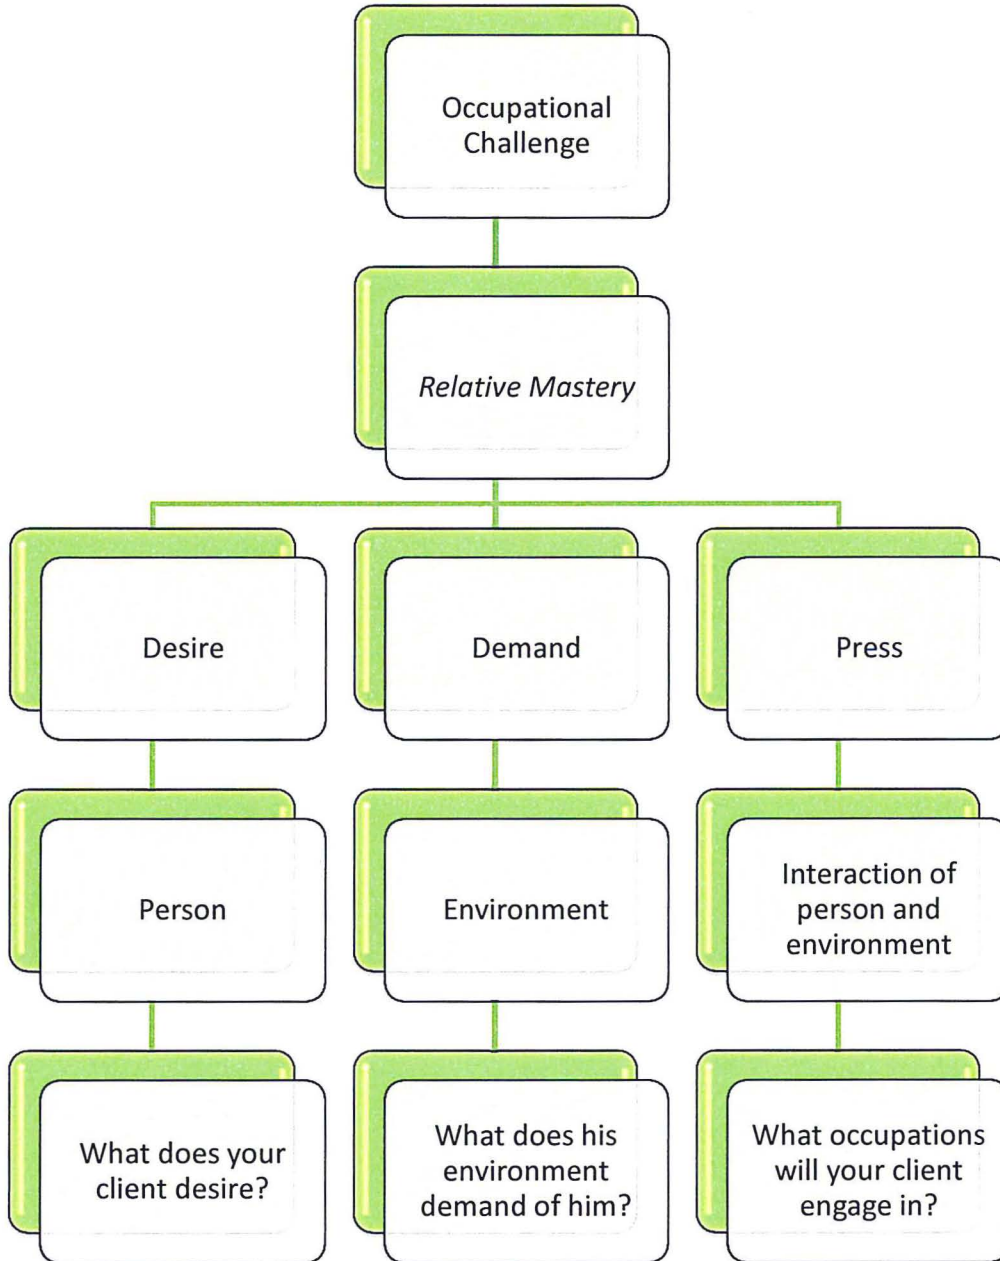 Occupational
Challenge
Relative Mastery
Desire
Demand
Press
Person
Environment
Interaction of
person and
environment
What does your
client desire?
What does his
environment
demand of him?
What occupations
will your client
engage in?